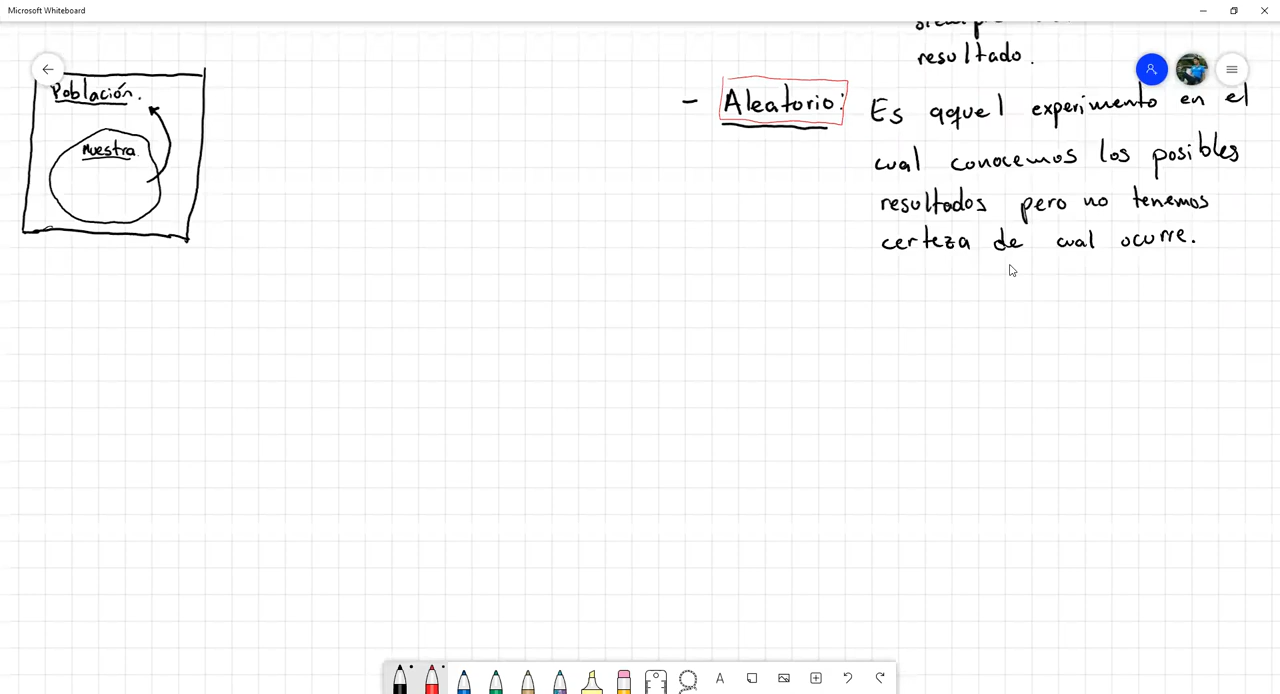 Microsoft Whiteboard
resultado.
Población.
Muestra
- Aleatorio: Es aquel experimento en el
cual conocemos los posibles
resultados pero no tenemos
certeza de cual ocurre.